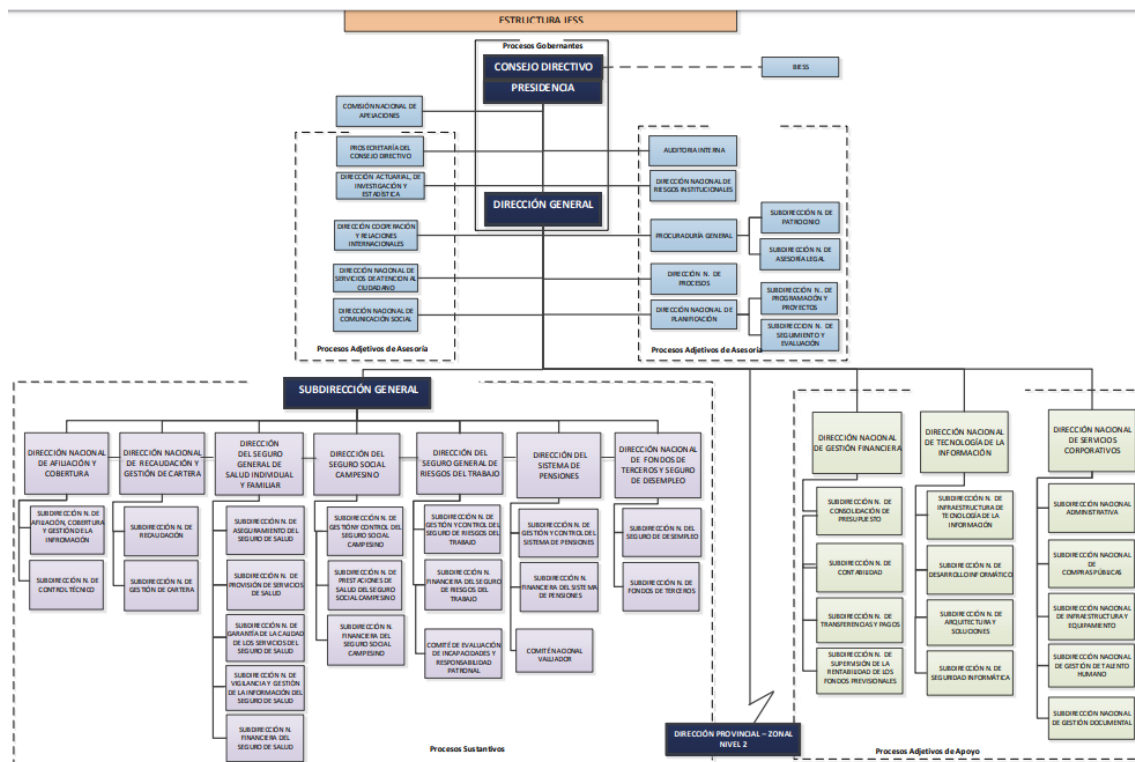 ESTRUCTURA IESS
Procesos Gobernantes
CONSEJO DIRECTIVO
PRESIDENCIA
BIESS
COMISIÓN NACIONAL DE
APELACIONES
PROSECRETARÍA DEL
CONSEJO DIRECTIVO
AUDITORIA INTERNA
DIRECCIÓN ACTUARIAL, DE
INVESTIGACIÓN Y
ESTADÍSTICA
DIRECCIÓN NACIONAL DE
RIESGOS INSTITUCIONALES
DIRECCIÓN GENERAL
SUBDIRECCIÓN N. DE
PATROCINIO
DIRECCIÓN COOPERACIÓN
Y RELACIONES
INTERNACIONALES
PROCURADURÍA GENERAL
SUBDIRECCIÓN N. DE
ASESORÍA LEGAL
DIRECCIÓN NACIONAL DE
SERVICIOS DE ATENCION AL
CIUDADANO
DIRECCIÓN N. DE
PROCESOS
SUBDIRECCIÓN N.. DE
PROGRAMACIÓN Y
PROYECTOS
DIRECCIÓN NACIONAL DE
COMUNICACIÓN SOCIAL
DIRECCIÓN NACIONAL DE
PLANIFICACIÓN
SUBDIRECCION N. DE
SEGUIMIENTO Y
EVALUACIÓN
Procesos Adjetivos de Asesoría
Procesos Adjetivos de Asesoría
SUBDIRECCIÓN GENERAL
DIRECCIÓN NACIONAL
DE AFILIACIÓN Y
COBERTURA
DIRECCIÓN NACIONAL
DE RECAUDACIÓN Y
GESTIÓN DE CARTERA
DIRECCIÓN
DEL SEGURO
GENERAL DE
SALUD INDIVIDUAL
Y FAMILIAR
DIRECCIÓN DEL
SEGURO SOCIAL
CAMPESINO
DIRECCIÓN
DEL SEGURO GENERAL DE
RIESGOS DEL TRABAJO
DIRECCIÓN DEL
SISTEMA DE
PENSIONES
DIRECCIÓN NACIONAL
DE FONDOS DE
TERCEROS Y SEGURO
DE DESEMPLEO
DIRECCIÓN NACIONAL
DE GESTIÓN FINANCIERA
DIRECCIÓN NACIONAL
DE TECNOLOGÍA DE LA
INFORMACIÓN
DIRECCIÓN NACIONAL
DE SERVICIOS
CORPORATIVOS
SUBDIRECCIÓN N. DE
AFILIACIÓN, COBERTURA
Y GESTIÓN DE LA
INFROMACIÓN
SUBDIRECCIÓN N. DE
CONTROL TÉCNICO
SUBDIRECCIÓN N. DE
RECAUDACIÓN
SUBDIRECCIÓN N. DE
GESTIÓN DE CARTERA
SUBDIRECCIÓN N. DE
ASEGURAMIENTO DEL
SEGURO DE SALUD
SUBDIRECCIÓN N. DE
PROVISIÓN DE SERVICIOS
DE SALUD
SUBDIRECCIÓN N. DE
GARANTÍA DE LA CALIDAD
DE LOS SERVICIOS DEL
SEGURO DE SALUD
SUBDIRECCIÓN N. DE
VIGILANCIA Y GESTIÓN
DE LA INFORMACIÓN DEL
SEGURO DE SALUD
SUBDIRECCIÓN N.
FINANCIERA DEL
SEGURO DE SALUD
SUBDIRECCIÓN N. DE
GESTIÓN Y CONTROL DEL
SEGURO SOCIAL
CAMPESINO
SUBDIRECCIÓN N. DE
PRESTACIONES DE
SALUD DEL SEGURO
SOCIAL CAMPESINO
SUBDIRECCIÓN N.
FINANCIERA DEL
SEGURO SOCIAL
CAMPESINO
SUBDIRECCIÓN N. DE
GESTIÓN Y CONTROL DEL
SEGURO DE RIESGOS DEL
TRABAJO
SUBDIRECCIÓN N.
FINANCIERA DEL SEGURO
DE RIESGOS DEL
TRABAJO
COMITÉ DE EVALUACIÓN
DE INCAPACIDADES Y
RESPONSABILIDAD
PATRONAL
SUBDIRECCIÓN N. DE
GESTIÓN Y CONTROL DEL
SISTEMA DE PENSIONES
SUBDIRECCIÓN N.
FINANCIERA DEL SISTEMA
DE PENSIONES
COMITÉ NACIONAL
VALUADOR
SUBDIRECCIÓN N. DEL
SEGURO DE DESEMPLEO
SUBDIRECCIÓN N. DE
FONDOS DE TERCEROS
SUBDIRECCIÓN N. DE
CONSOLIDACIÓN DE
PRESUPUESTO
SUBDIRECCIÓN N. DE
CONTABILIDAD
SUBDIRECCIÓN N. DE
TRANSFERENCIAS Y PAGOS
SUBDIRECCIÓN N. DE
SUPERVISIÓN DE LA
RENTABILIDAD DE LOS
FONDOS PREVISIONALES
SUBDIRECCIÓN N. DE
INFRAESTRUCTURA DE
TECNOLOGÍA DE LA
INFORMACIÓN
SUBDIRECCIÓN N. DE
DESARROLLO INFORMÁTICO
SUBDIRECCIÓN N. DE
ARQUITECTURA Y
SOLUCIONES
SUBDIRECCIÓN N. DE
SEGURIDAD INFORMÁTICA
SUBDIRECCIÓN NACIONAL
ADMINISTRATIVA
SUBDIRECCIÓN NACIONAL
DE
COMPRAS PÚBLICAS
SUBDIRECCIÓN NACIONAL
DE INFRAESTRUCTURA Y
EQUIPAMIENTO
SUBDIRECCIÓN NACIONAL
DE GESTIÓN DE TALENTO
HUMANO
SUBDIRECCIÓN NACIONAL
DE GESTIÓN DOCUMENTAL
Procesos Sustantivos
DIRECCIÓN PROVINCIAL – ZONAL
NIVEL 2
Procesos Adjetivos de Apoyo